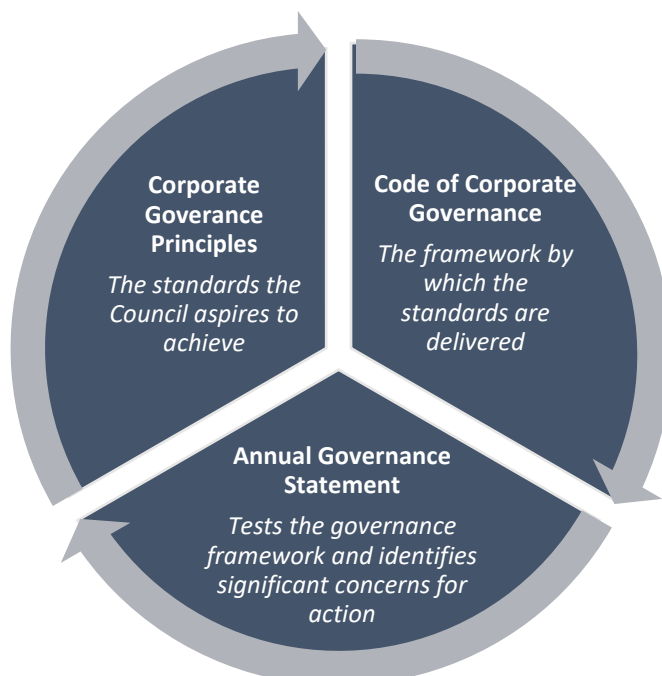 Corporate
Goverance
Principles
The standards the
Council aspires to
achieve
Code of Corporate
Governance
The framework by
which the
standards are
delivered
Annual Governance
Statement
Tests the governance
framework and identifies
significant concerns for
action